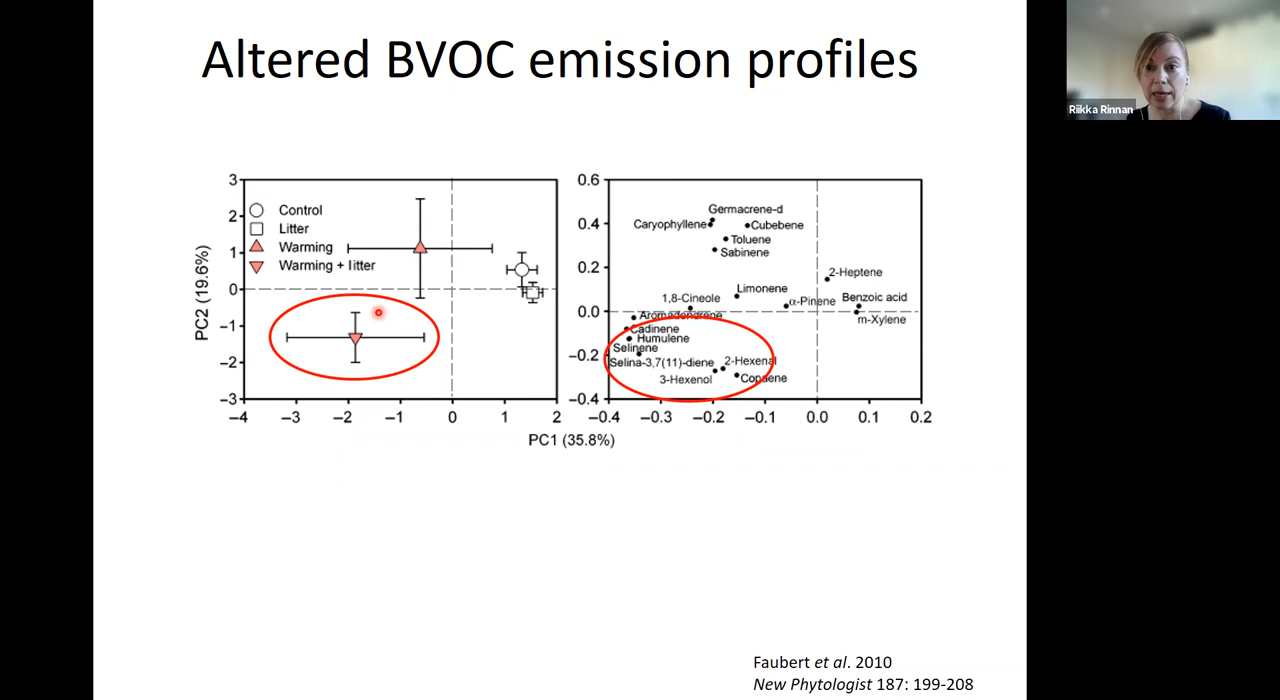 Altered BVOC emission profiles
Riikka Rinnan
3
2
1
0
−1
−2
−3
PC2 (19.6%)
Control
Litter
Warming
Warming + litter
−4
−3
−2
−1
0
1
2
0.6
0.4
0.2
0.0
−0.2
−0.4
Germacrene-d
Caryophyllene
Cubebene
Toluene
Sabinene
2-Heptene
Limonene
1,8-Cineole
α-Pinene
Benzoic acid
m-Xylene
Aromadendrene
Cadinene
Humulene
Selinene
Selina-3,7(11)-diene
2-Hexenal
3-Hexenol
Copaene
−0.4
−0.3
−0.2
−0.1
0.0
0.1
0.2
PC1 (35.8%)
Faubert et al. 2010
New Phytologist 187: 199-208